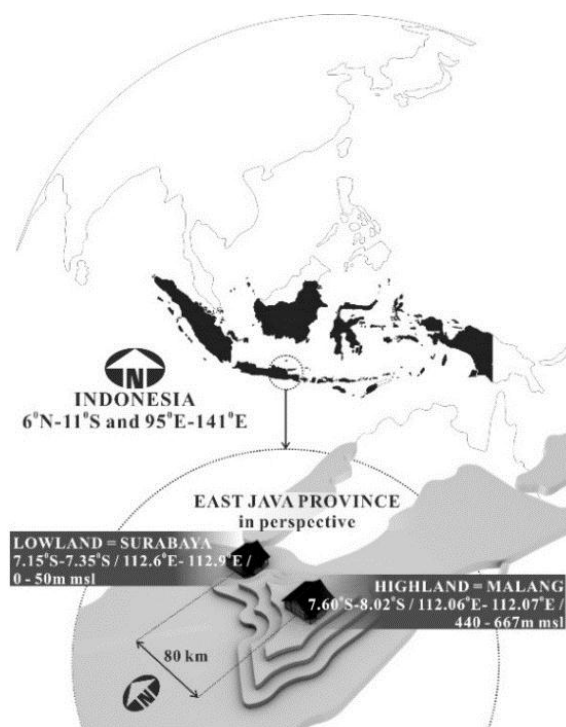 N
INDONESIA
6°N-11°S and 95°E-141°E
EAST JAVA PROVINCE
in perspective
LOWLAND = SURABAYA
7.15°S-7.35°S / 112.6°E- 112.9°E /
0 - 50m msl
HIGHLAND = MALANG
7.60°S-8.02°S / 112.06°E- 112.07°E /
440 - 667m msl
80 km
N